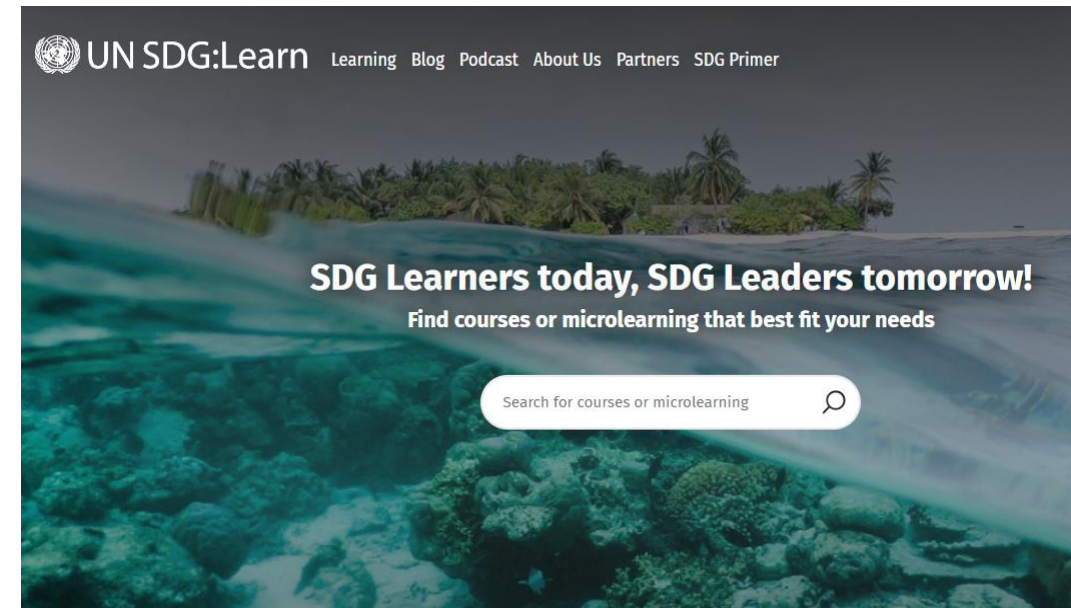 UN SDG:Learn
Learning Blog Podcast About Us Partners SDG Primer
SDG Learners today, SDG Leaders tomorrow!
Find courses or microlearning that best fit your needs
Search for courses or microlearning